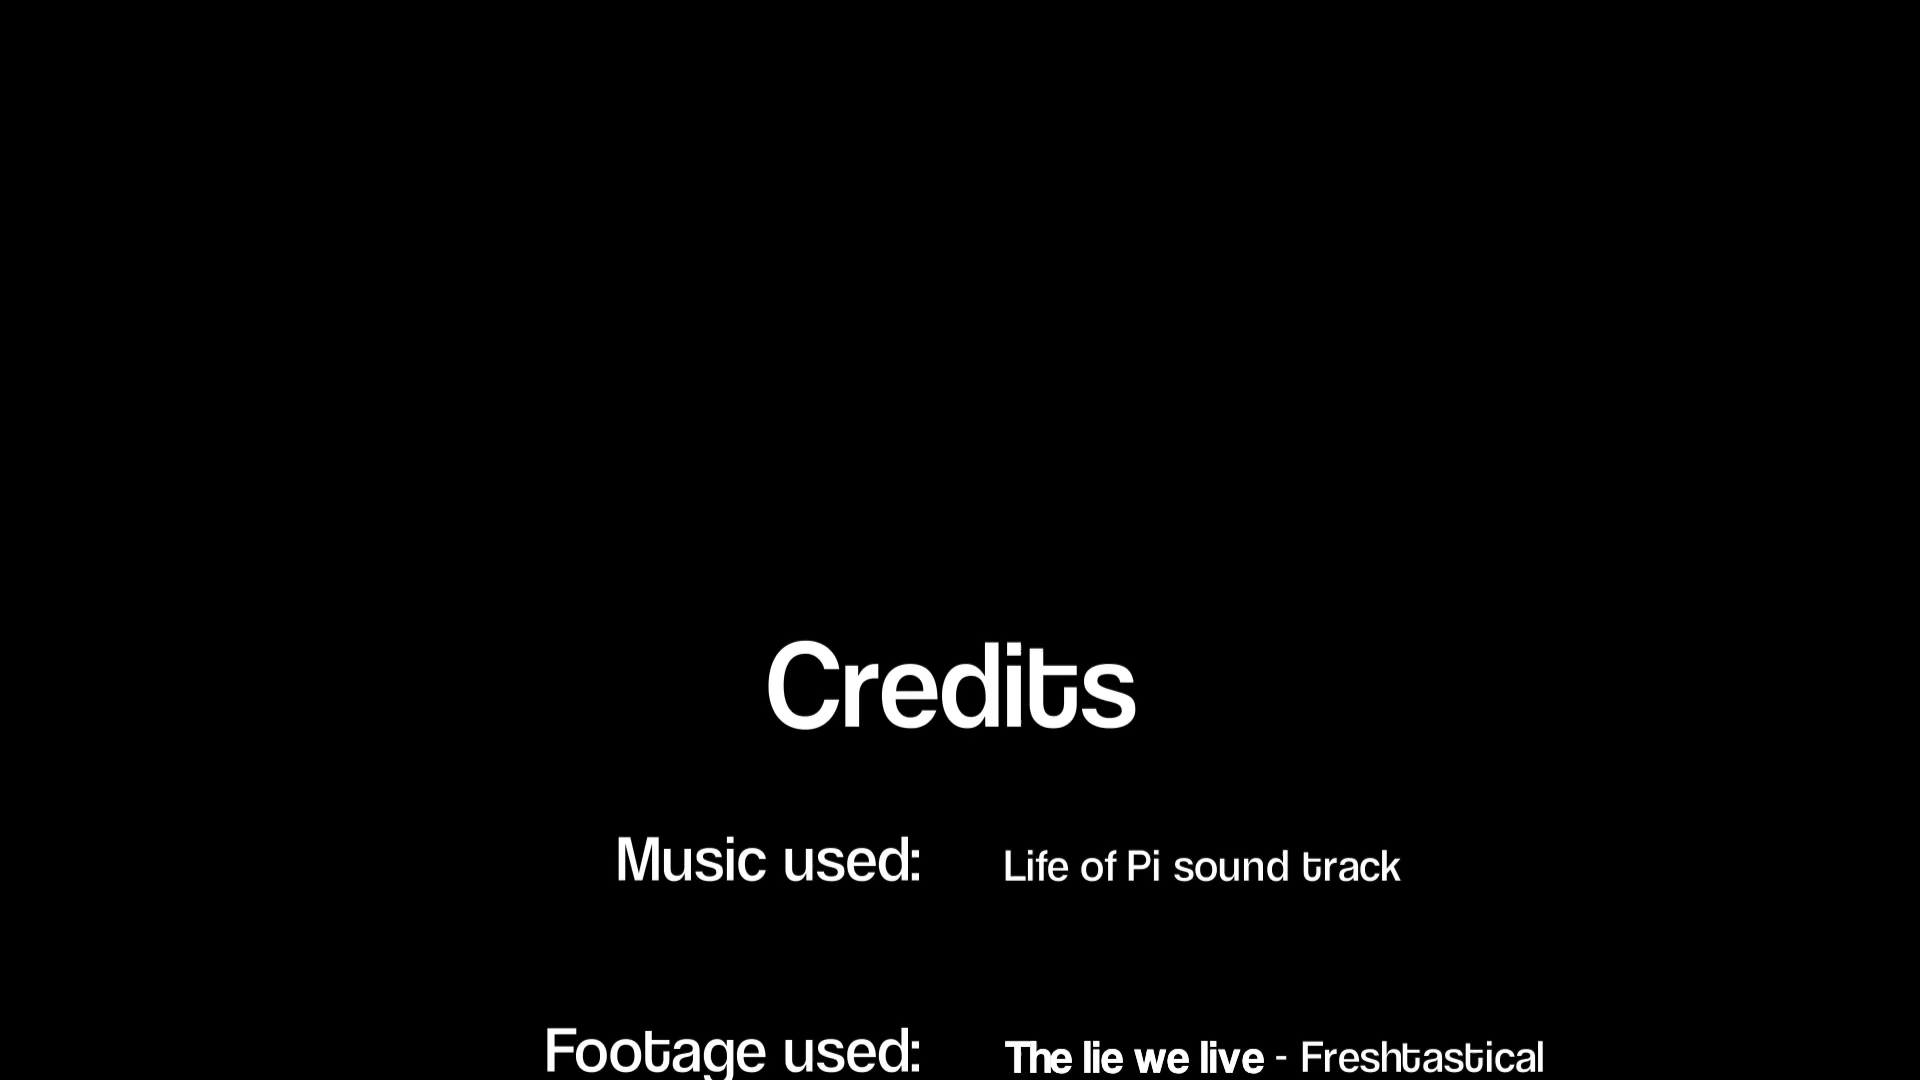 Credits
Music used: Life of Pi sound track
Footage used: The lie we live - Freshtastical